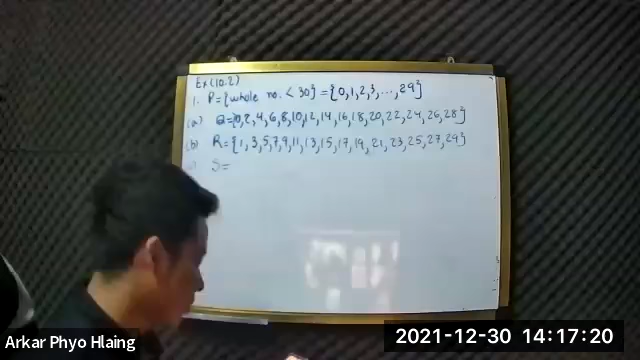 Ex (10.2)
1. P={whole no. < 30} = {0,1,2,3,...,29}
(a) Q={0,2,4,6,8,10,12,14,16,18,20,22,24,26,28}
(b) R={1,3,5,7,9,11,13,15,17,19,21,23,25,27,29}
S=
Arkar Phyo Hlaing
2021-12-30 14:17:20